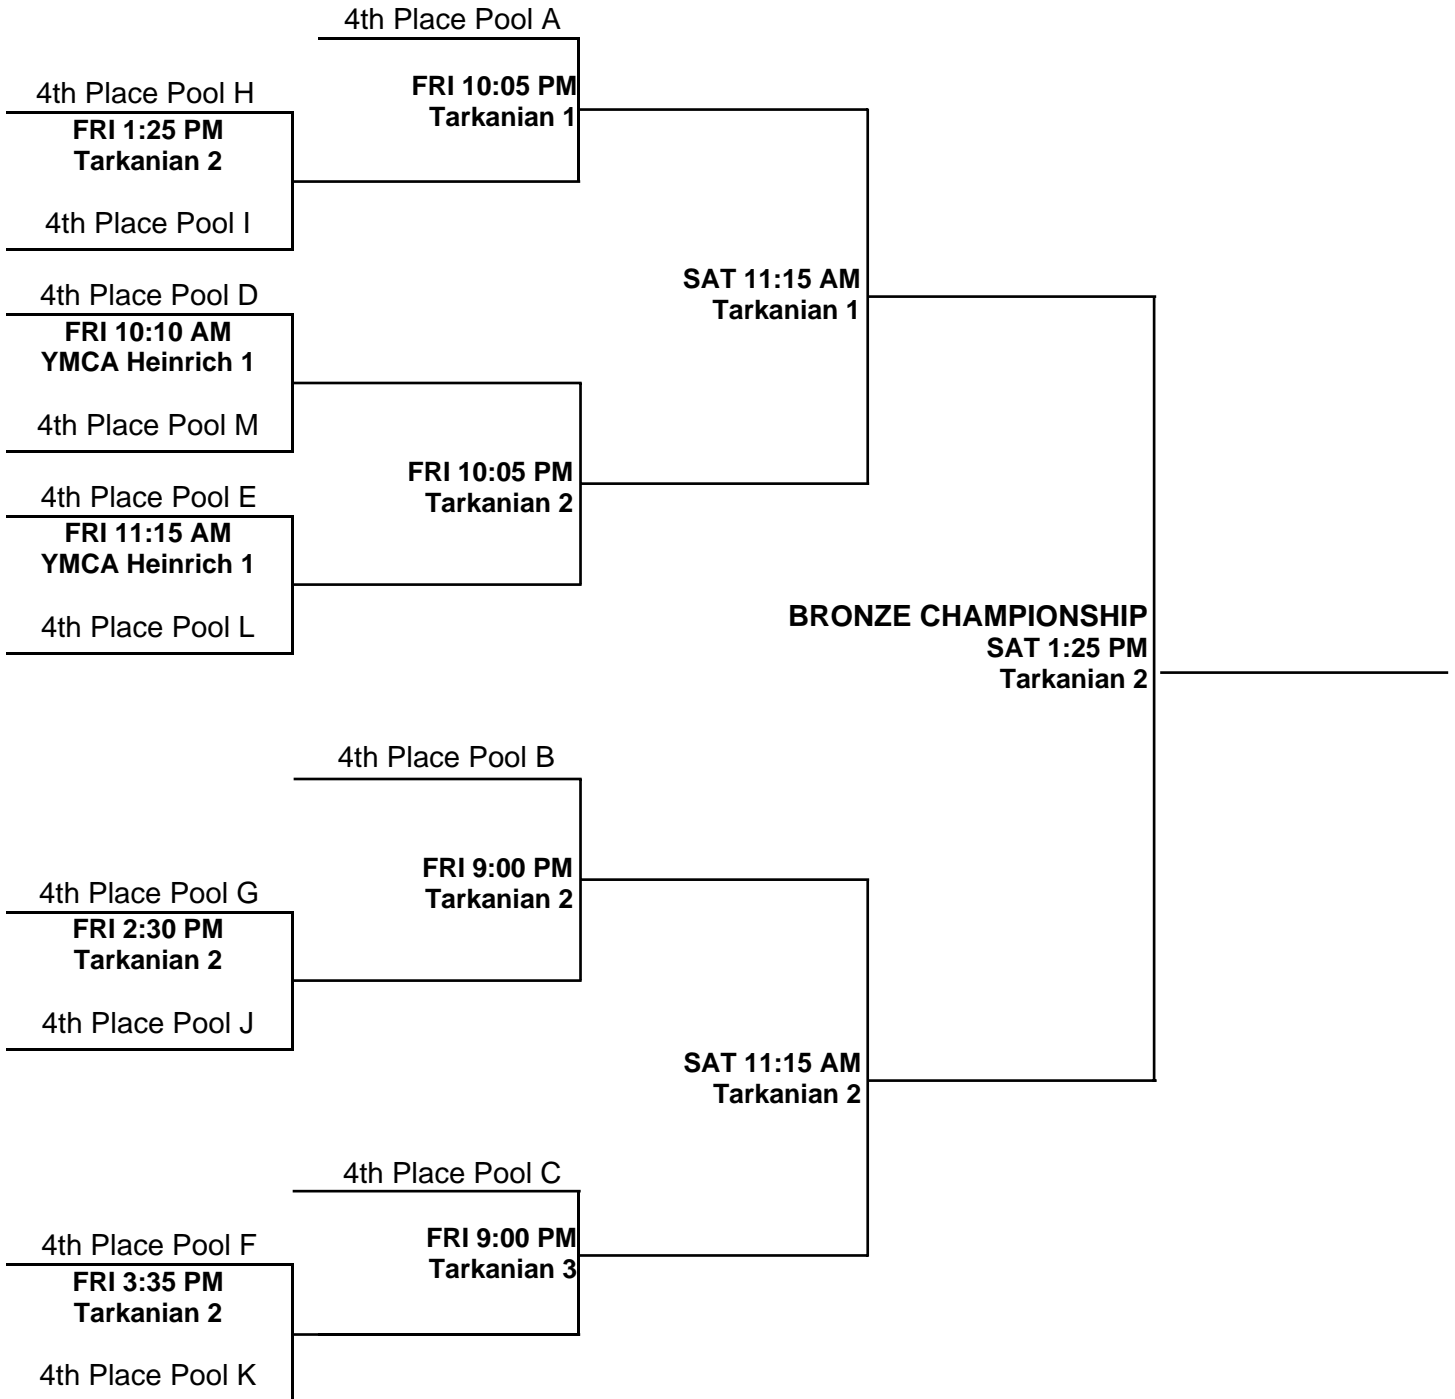 4th Place Pool A
4th Place Pool H
FRI 10:05 PM
Tarkanian 1
FRI 1:25 PM
Tarkanian 2
4th Place Pool I
4th Place Pool D
SAT 11:15 AM
Tarkanian 1
FRI 10:10 AM
YMCA Heinrich 1
4th Place Pool M
FRI 10:05 PM
Tarkanian 2
4th Place Pool E
FRI 11:15 AM
YMCA Heinrich 1
4th Place Pool L
BRONZE CHAMPIONSHIP
SAT 1:25 PM
Tarkanian 2
4th Place Pool B
FRI 9:00 PM
Tarkanian 2
4th Place Pool G
FRI 2:30 PM
Tarkanian 2
4th Place Pool J
SAT 11:15 AM
Tarkanian 2
4th Place Pool C
4th Place Pool F
FRI 9:00 PM
Tarkanian 3
FRI 3:35 PM
Tarkanian 2
4th Place Pool K